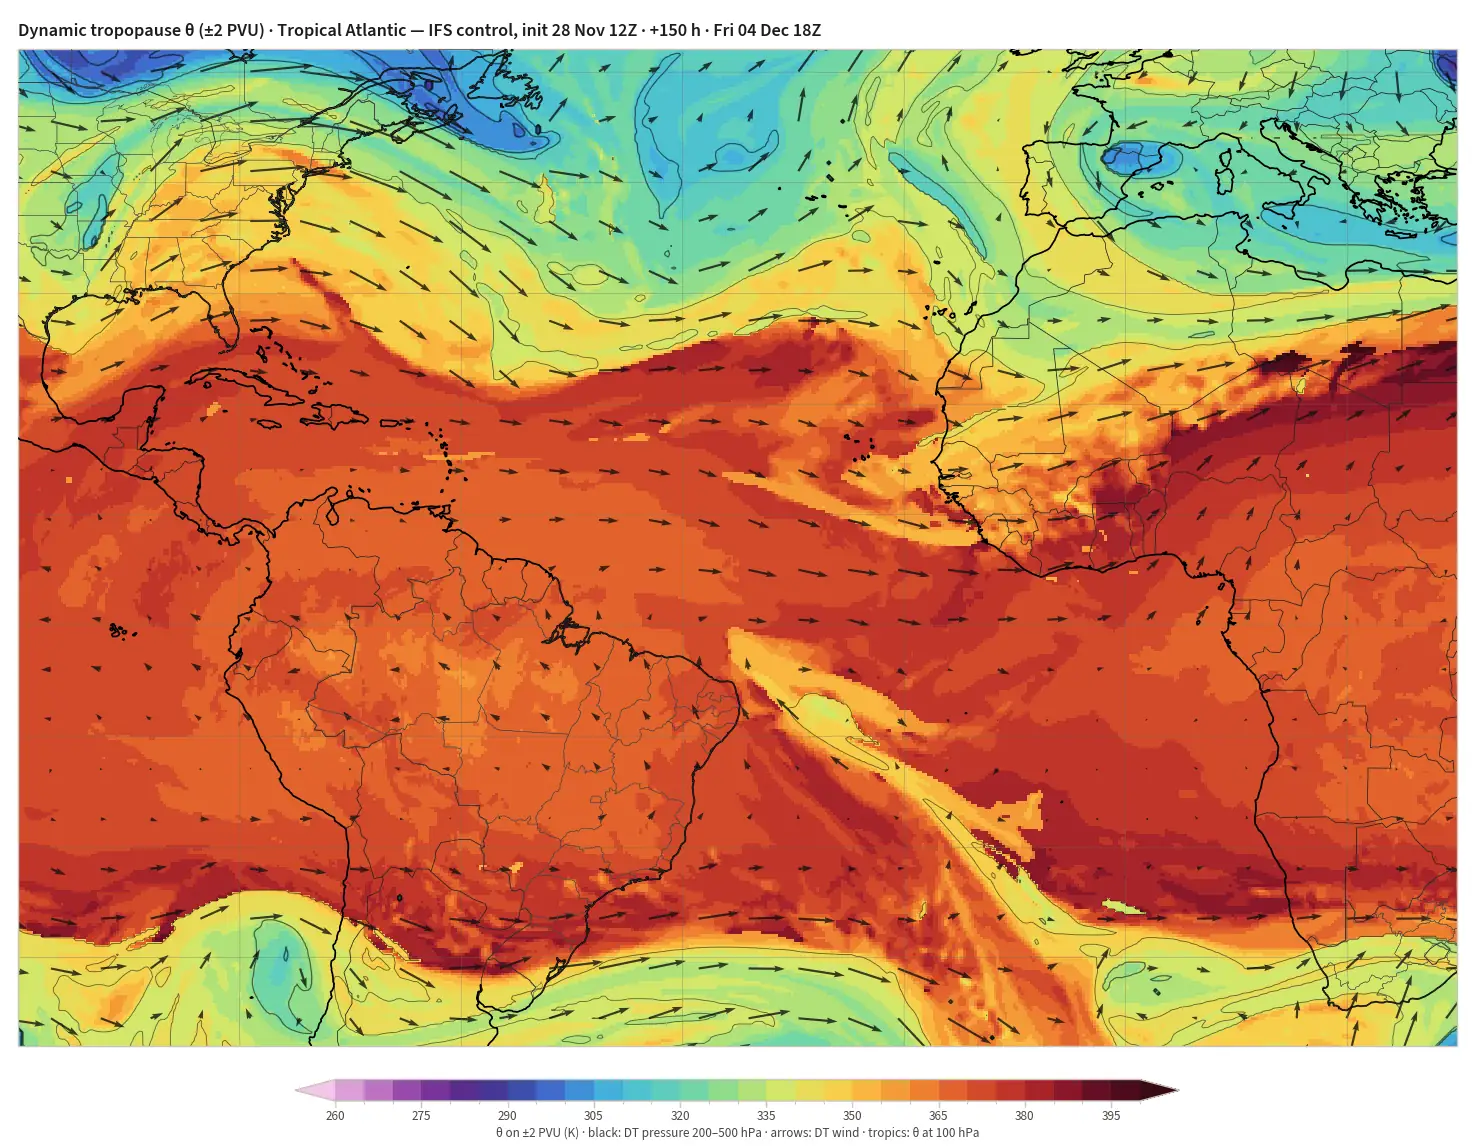 Dynamic tropopause θ (±2 PVU) · Tropical Atlantic — IFS control, init 28 Nov 12Z · +150 h · Fri 04 Dec 18Z
260 275 290 305 320 335 350 365 380 395
θ on ±2 PVU (K) · black: DT pressure 200–500 hPa · arrows: DT wind · tropics: θ at 100 hPa